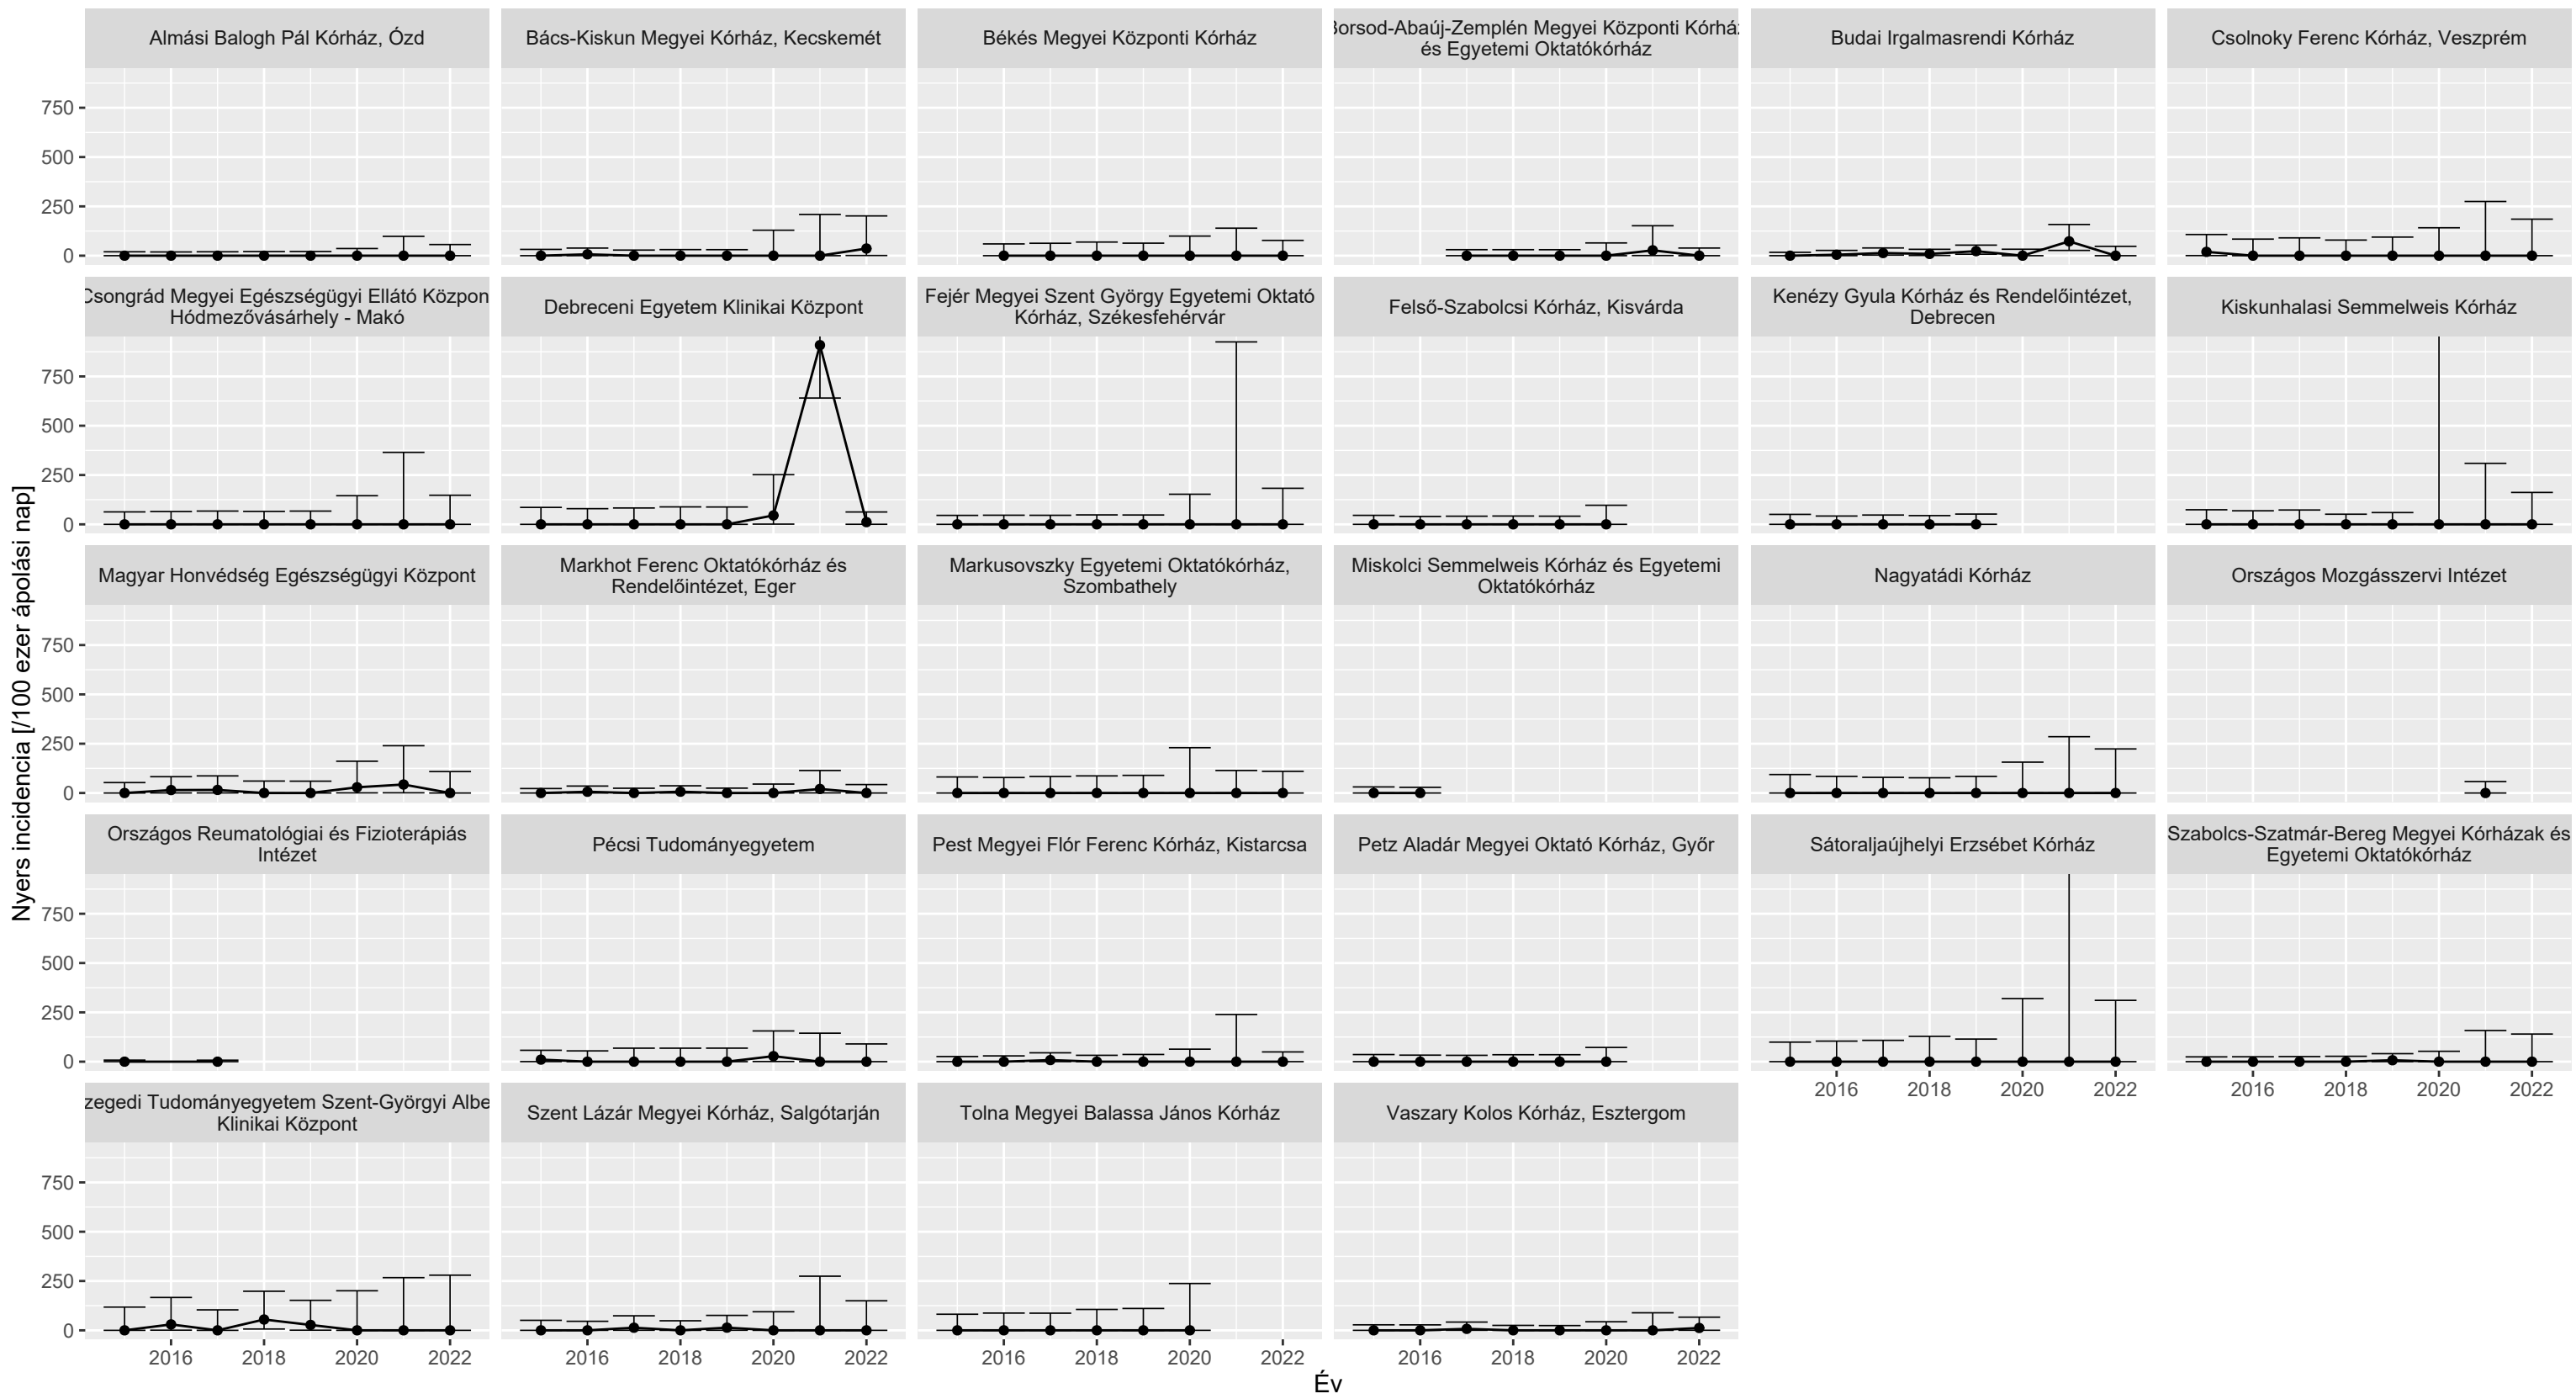 Almási Balogh Pál Kórház, Ózd
Bács-Kiskun Megyei Kórház, Kecskemét
Békés Megyei Központi Kórház
Borsod-Abaúj-Zemplén Megyei Központi Kórház
és Egyetemi Oktatókórház
Budai Irgalmasrendi Kórház
Csolnoky Ferenc Kórház, Veszprém
750
500
250
0
Csongrád Megyei Egészségügyi Ellátó Közpon
Hódmezővásárhely - Makó
Debreceni Egyetem Klinikai Központ
Fejér Megyei Szent György Egyetemi Oktató
Kórház, Székesfehérvár
Felső-Szabolcsi Kórház, Kisvárda
Kenézy Gyula Kórház és Rendelőintézet,
Debrecen
Kiskunhalasi Semmelweis Kórház
750
500
250
0
Nyers incidencia [/100 ezer ápolási nap]
Magyar Honvédség Egészségügyi Központ
Markhot Ferenc Oktatókórház és
Rendelőintézet, Eger
Markusovszky Egyetemi Oktatókórház,
Szombathely
Miskolci Semmelweis Kórház és Egyetemi
Oktatókórház
Nagyatádi Kórház
Országos Mozgásszervi Intézet
750
500
250
0
Országos Reumatológiai és Fizioterápiás
Intézet
Pécsi Tudományegyetem
Pest Megyei Flór Ferenc Kórház, Kistarcsa
Petz Aladár Megyei Oktató Kórház, Győr
Sátoraljaújhelyi Erzsébet Kórház
Szabolcs-Szatmár-Bereg Megyei Kórházak és
Egyetemi Oktatókórház
750
500
250
0
2016 2018 2020 2022
2016 2018 2020 2022
zegedi Tudományegyetem Szent-Györgyi Albe
Klinikai Központ
Szent Lázár Megyei Kórház, Salgótarján
Tolna Megyei Balassa János Kórház
Vaszary Kolos Kórház, Esztergom
750
500
250
0
2016 2018 2020 2022
2016 2018 2020 2022
2016 2018 2020 2022
2016 2018 2020 2022
Év